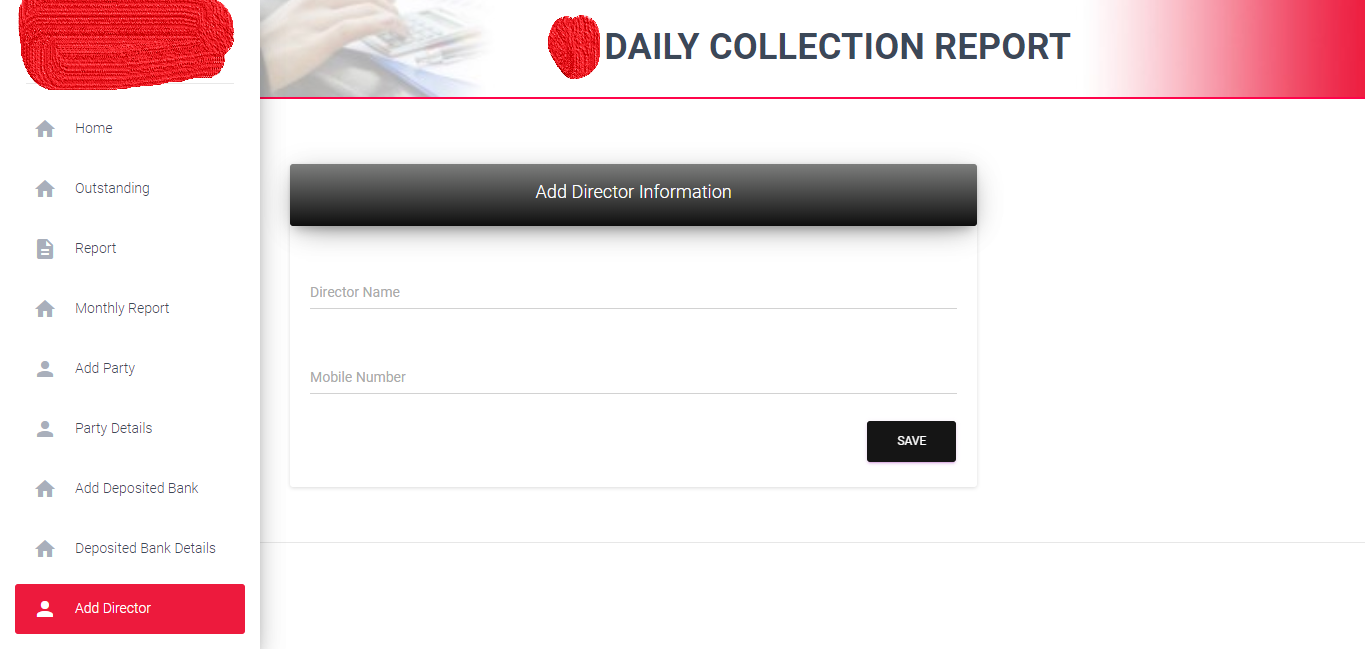 DAILY COLLECTION REPORT
Home
Outstanding
Report
Monthly Report
Add Party
Party Details
Add Deposited Bank
Deposited Bank Details
Add Director
Add Director Information
Director Name
Mobile Number
SAVE